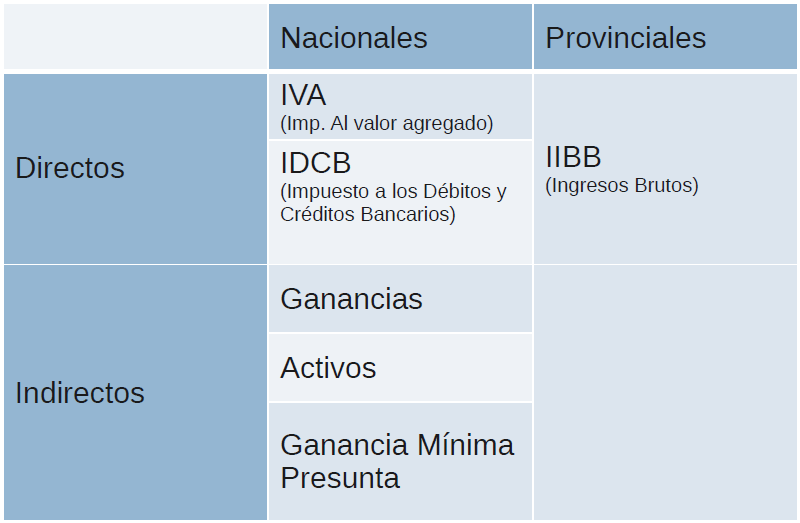 Nacionales
Provinciales
Directos
IVA
(Imp. Al valor agregado)
IDCB
(Impuesto a los Débitos y
Créditos Bancarios)
IIBB
(Ingresos Brutos)
Indirectos
Ganancias
Activos
Ganancia Mínima
Presunta